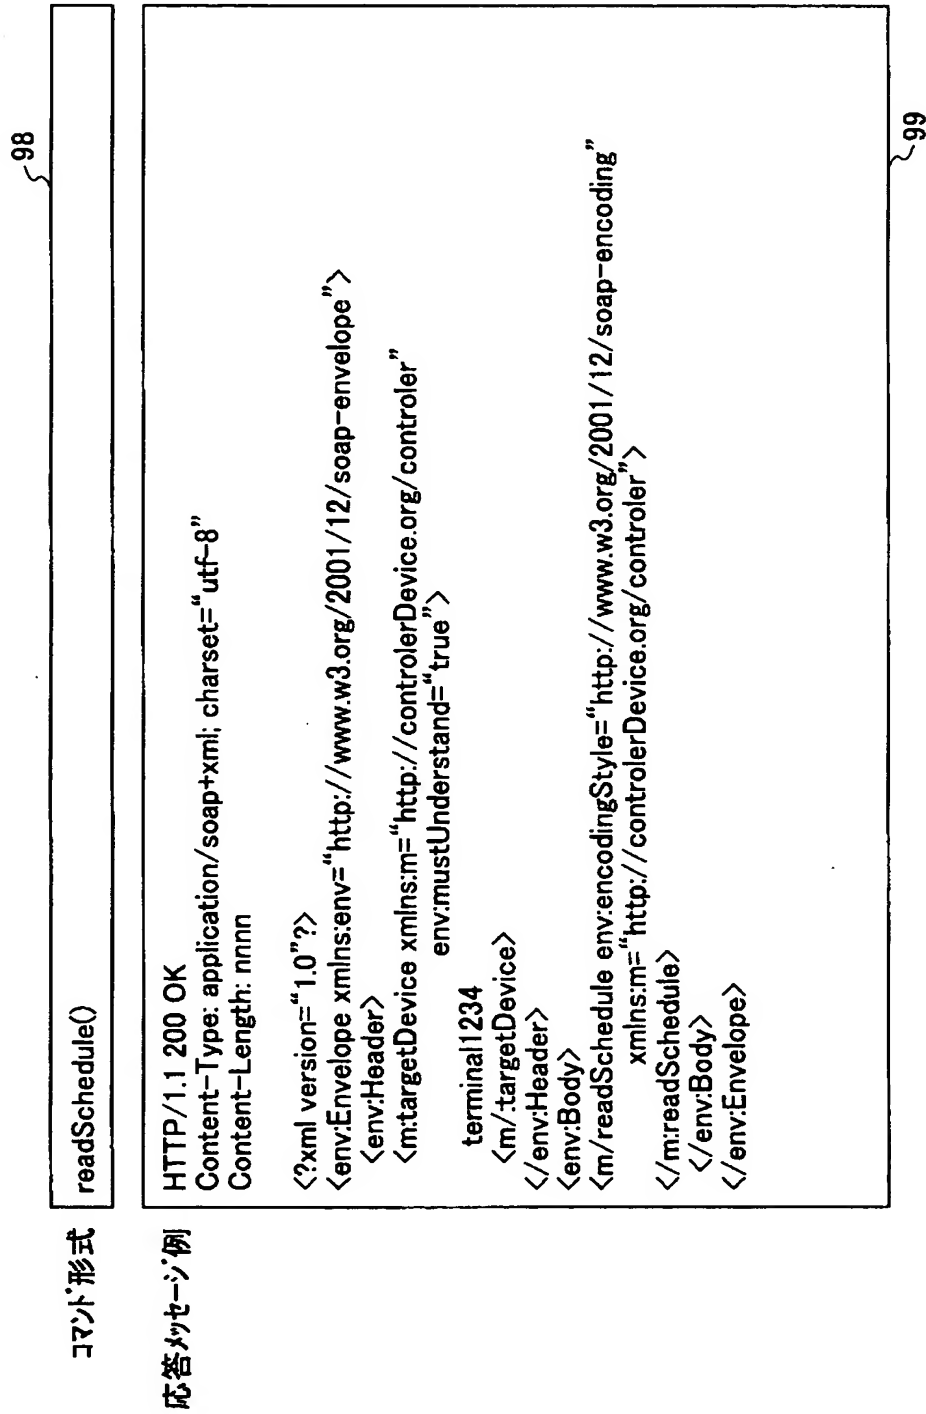 コマンド形式
readSchedule()
98
応答メッセージ例
HTTP/1.1 200 OK
Content-Type: application/soap+xml; charset=“utf-8”
Content-Length: nnnn
<?xml version=“1.0”?>
<env:Envelope xmlns:env=“http://www.w3.org/2001/12/soap-envelope”>
<env:Header>
<m:targetDevice xmlns:m=“http://controlerDevice.org/controler”
env:mustUnderstand=“true”>
terminal1234
<m/:targetDevice>
</env:Header>
<env:Body>
<m/readSchedule env:encodingStyle=“http://www.w3.org/2001/12/soap-encoding”
xmlns:m=“http://controlerDevice.org/controler”>
</m:readSchedule>
</env:Body>
</env:Envelope>
99